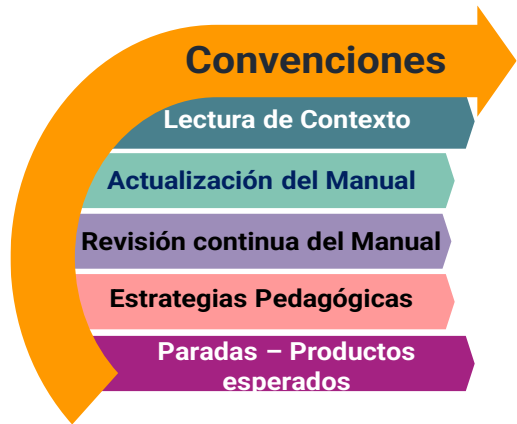 Convenciones
Lectura de Contexto
Actualización del Manual
Revisión continua del Manual
Estrategias Pedagógicas
Paradas – Productos
esperados